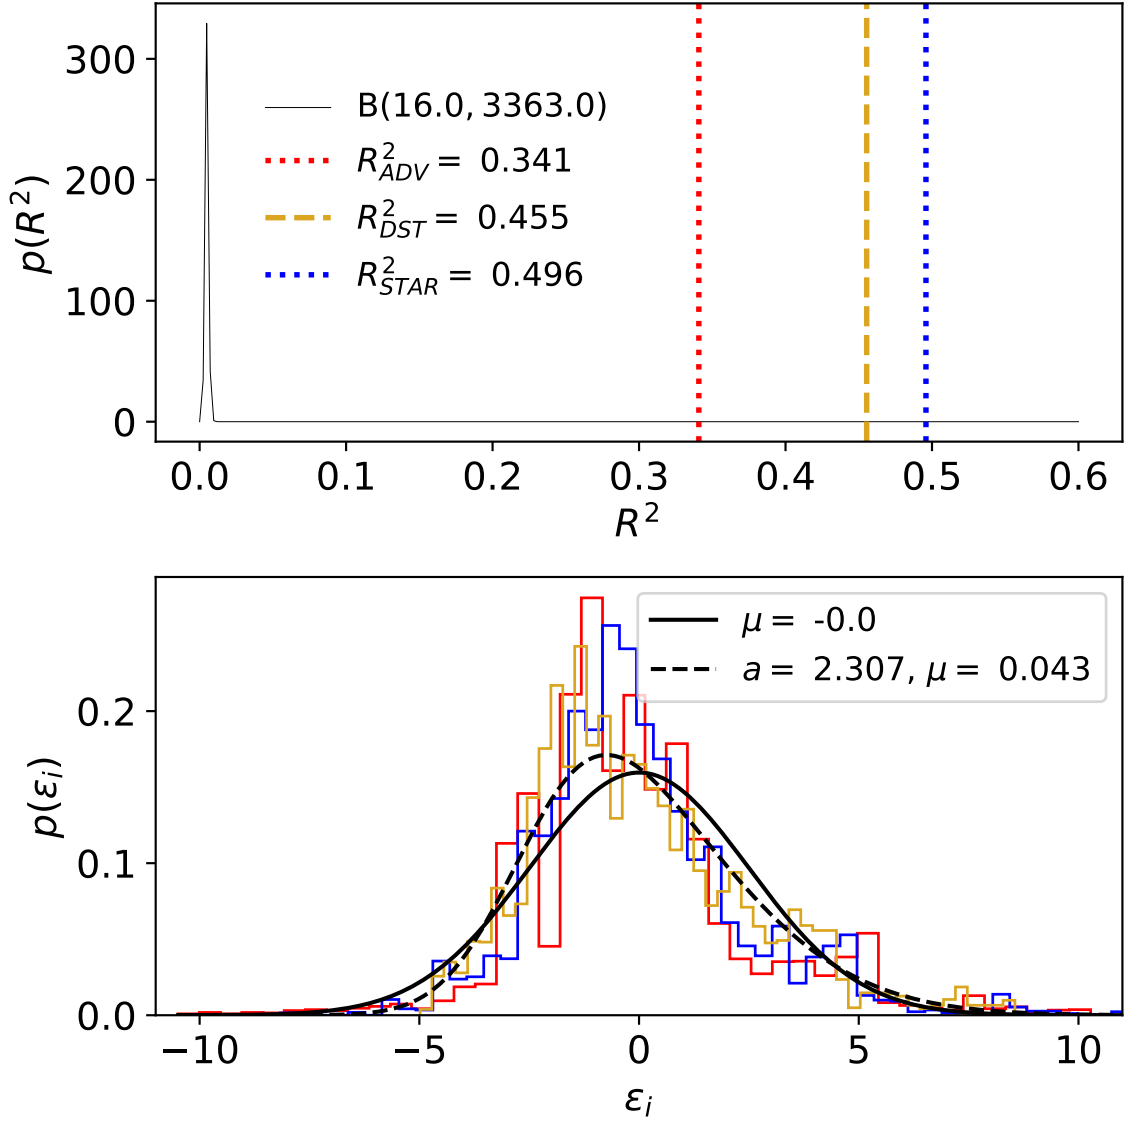 300
200
100
0
p(R²)
B(16.0, 3363.0)
R²_ADV = 0.341
R²_DST = 0.455
R²_STAR = 0.496
0.0 0.1 0.2 0.3 0.4 0.5 0.6
R²
μ = -0.0
a = 2.307, μ = 0.043
0.2
0.1
0.0
p(ϵᵢ)
−10 −5 0 5 10
ϵᵢ